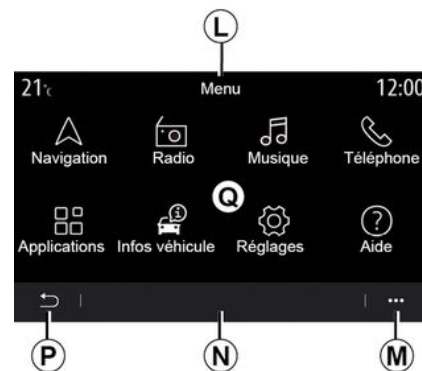 L
21°C Menu 12:00
Navigation Radio Musique Téléphone
Q
Applications Infos véhicule Réglages Aide
P N M